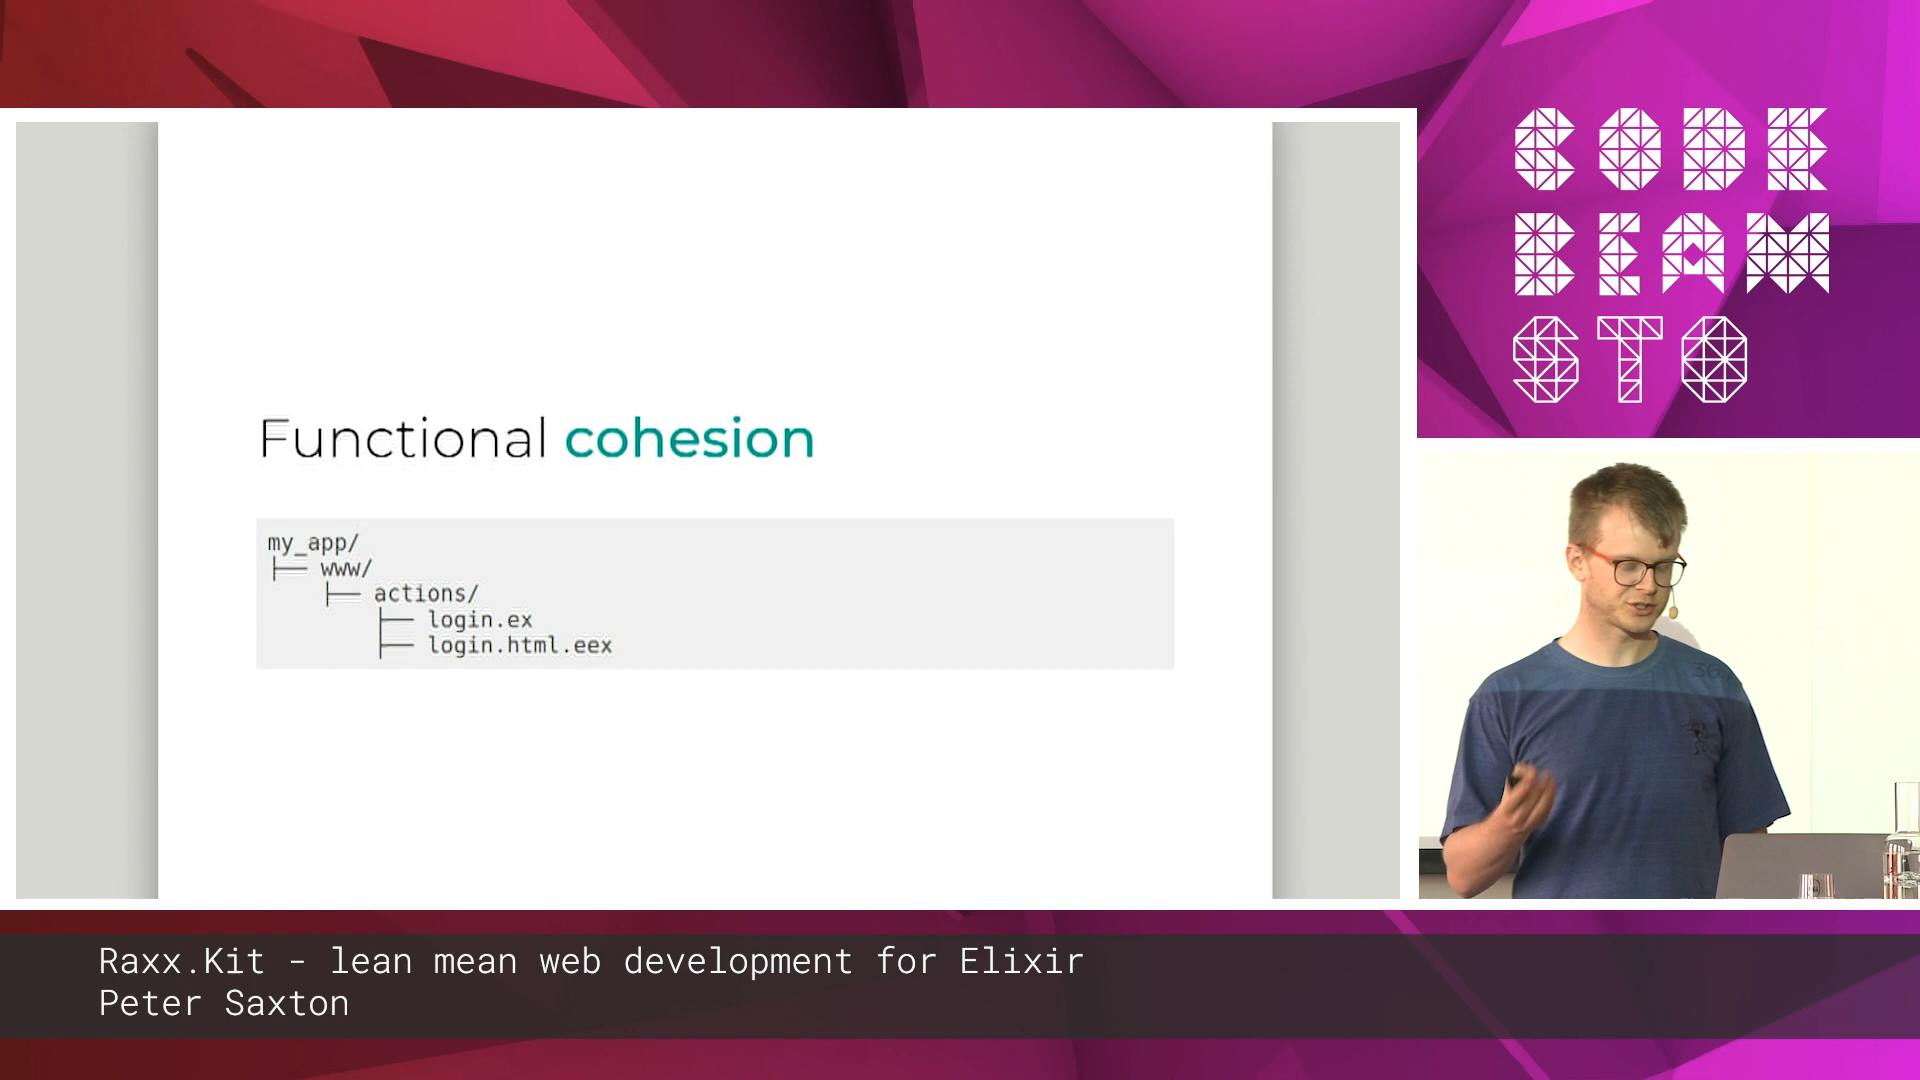 CODE
BEAM
STO
Functional cohesion
my_app/
├── www/
├── actions/
├── login.ex
├── login.html.eex
Raxx.Kit - lean mean web development for Elixir
Peter Saxton